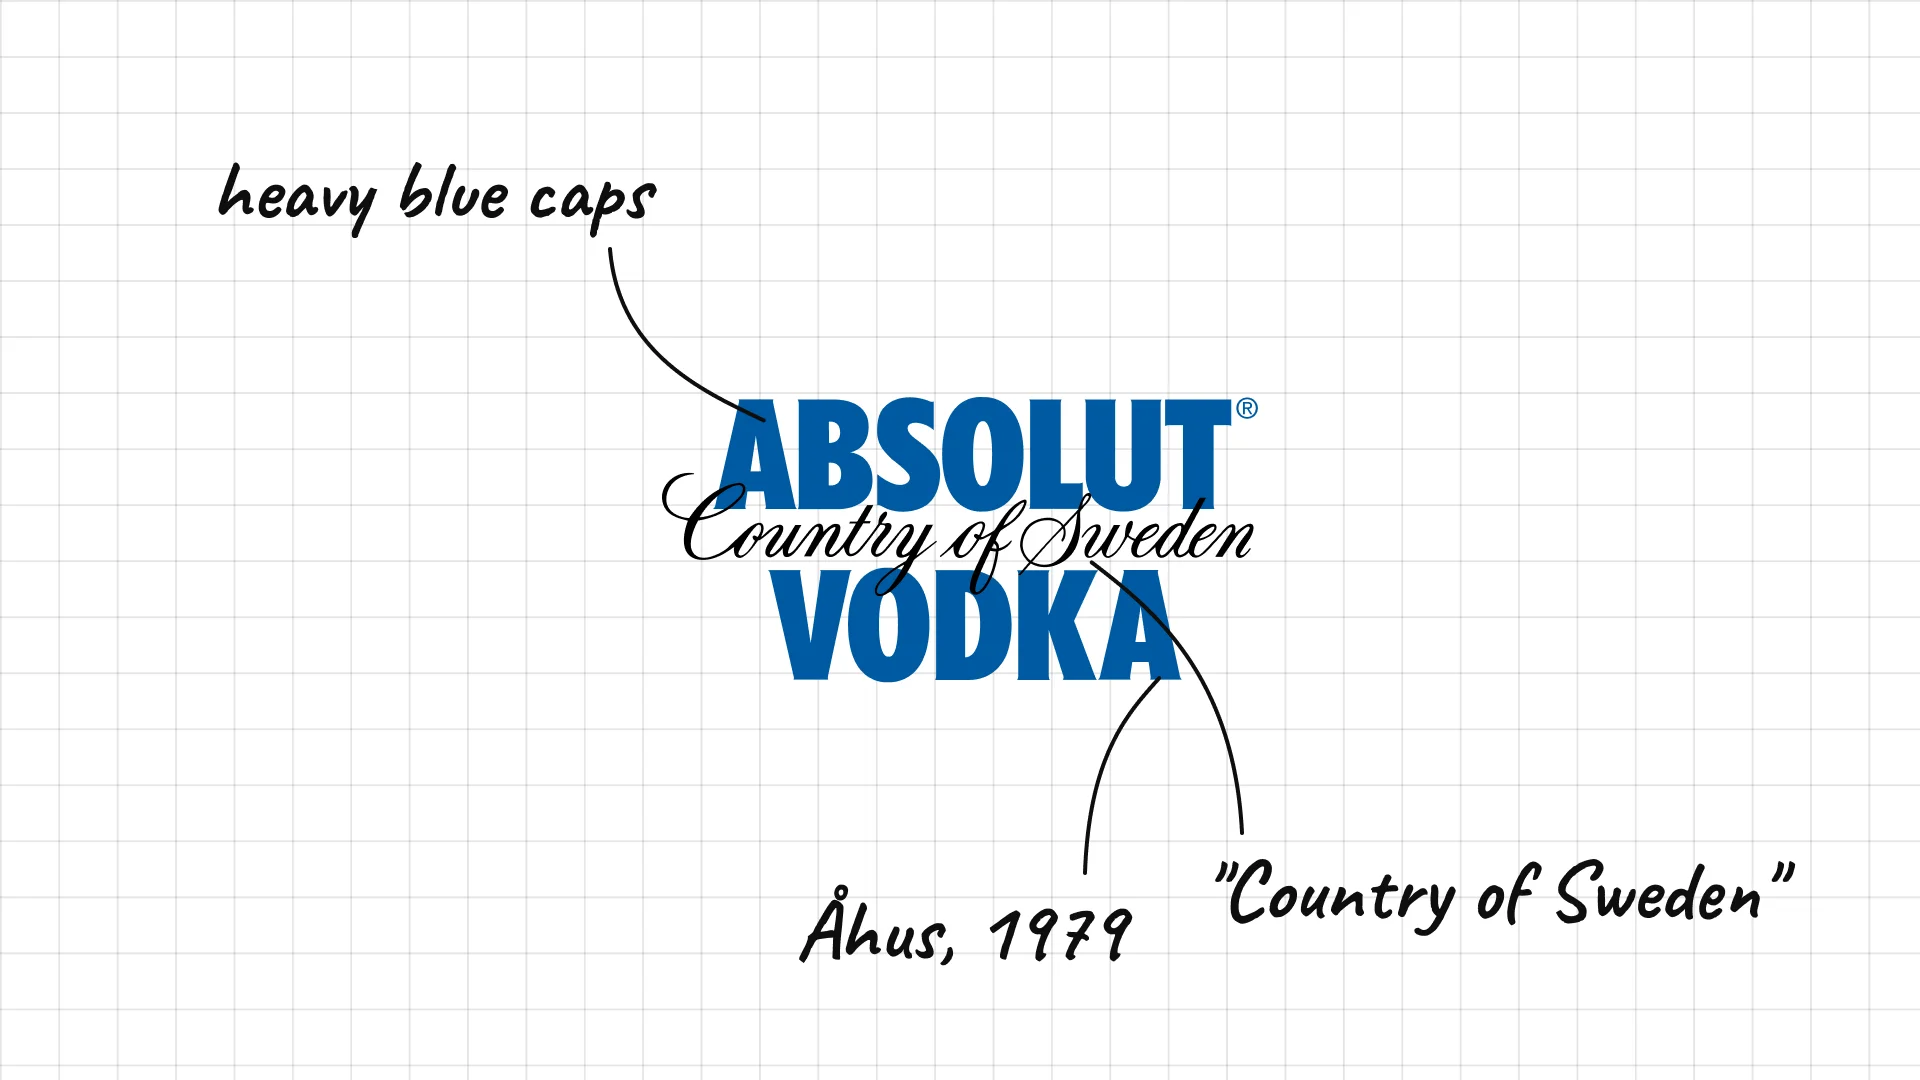 heavy blue caps
ABSOLUT®
Country of Sweden
VODKA
Åhus, 1979
"Country of Sweden"